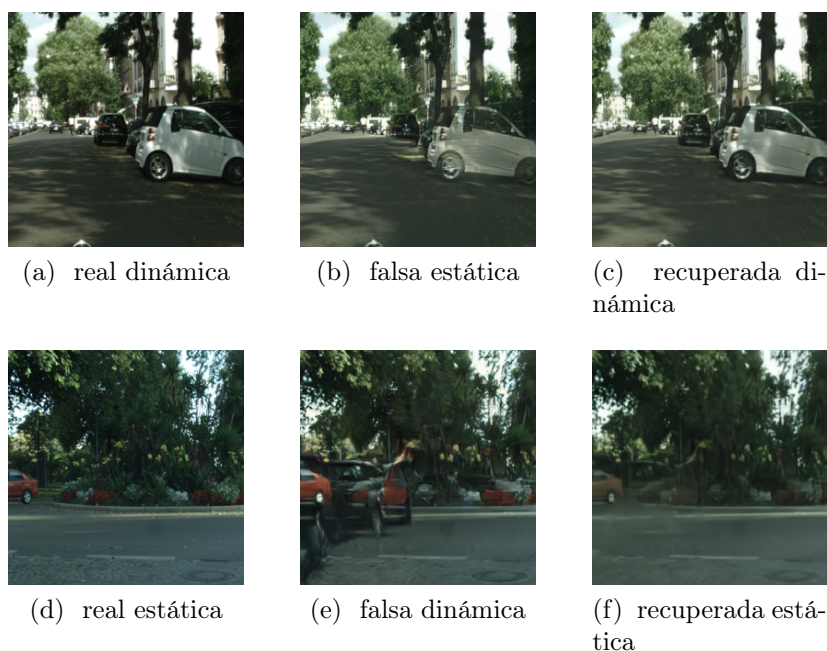 (a) real dinámica
(b) falsa estática
(c) recuperada di-
námica
(d) real estática
(e) falsa dinámica
(f) recuperada está-
tica